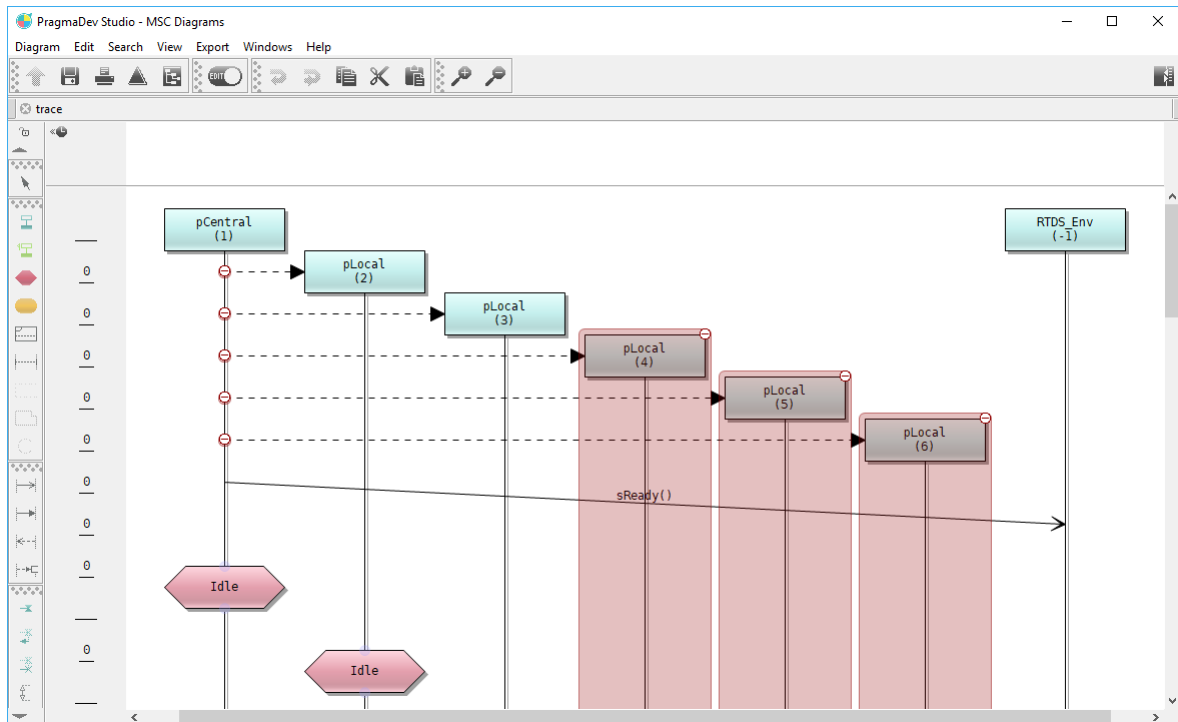 PragmaDev Studio - MSC Diagrams
Diagram Edit Search View Export Windows Help
EDIT
trace
pCentral
(1)
RTDS_Env
(-1)
0
pLocal
(2)
0
pLocal
(3)
0
pLocal
(4)
0
pLocal
(5)
0
pLocal
(6)
0
sReady()
0
0
Idle
0
Idle